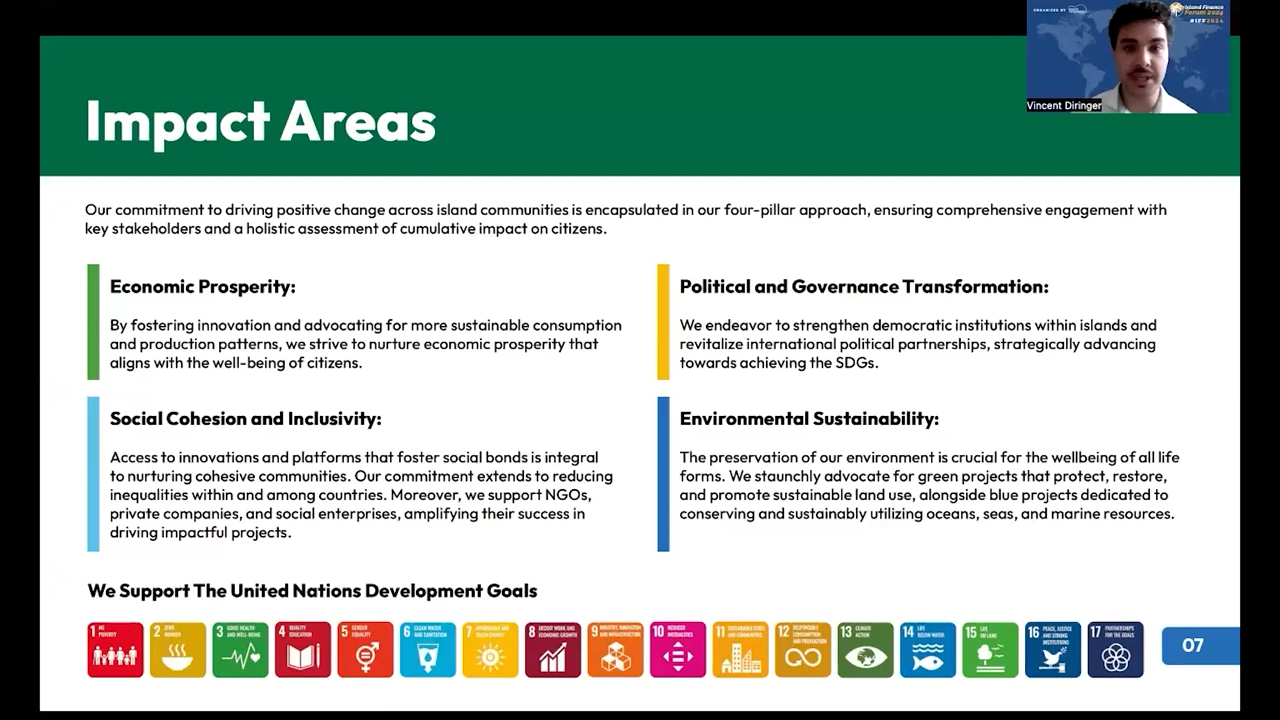 ORGANIZED BY
Island Finance
Forum 2024
#IFF2024
Vincent Diringer
Impact Areas
Our commitment to driving positive change across island communities is encapsulated in our four-pillar approach, ensuring comprehensive engagement with
key stakeholders and a holistic assessment of cumulative impact on citizens.
Economic Prosperity:
By fostering innovation and advocating for more sustainable consumption
and production patterns, we strive to nurture economic prosperity that
aligns with the well-being of citizens.
Political and Governance Transformation:
We endeavor to strengthen democratic institutions within islands and
revitalize international political partnerships, strategically advancing
towards achieving the SDGs.
Social Cohesion and Inclusivity:
Access to innovations and platforms that foster social bonds is integral
to nurturing cohesive communities. Our commitment extends to reducing
inequalities within and among countries. Moreover, we support NGOs,
private companies, and social enterprises, amplifying their success in
driving impactful projects.
Environmental Sustainability:
The preservation of our environment is crucial for the wellbeing of all life
forms. We staunchly advocate for green projects that protect, restore,
and promote sustainable land use, alongside blue projects dedicated to
conserving and sustainably utilizing oceans, seas, and marine resources.
We Support The United Nations Development Goals
1 NO
POVERTY
2 ZERO
HUNGER
3 GOOD HEALTH
AND WELL-BEING
4 QUALITY
EDUCATION
5 GENDER
EQUALITY
6 CLEAN WATER
AND SANITATION
7 AFFORDABLE AND
CLEAN ENERGY
8 DECENT WORK AND
ECONOMIC GROWTH
9 INDUSTRY, INNOVATION
AND INFRASTRUCTURE
10 REDUCED
INEQUALITIES
11 SUSTAINABLE CITIES
AND COMMUNITIES
12 RESPONSIBLE
CONSUMPTION
AND PRODUCTION
13 CLIMATE
ACTION
14 LIFE
BELOW WATER
15 LIFE
ON LAND
16 PEACE, JUSTICE
AND STRONG
INSTITUTIONS
17 PARTNERSHIPS
FOR THE GOALS
07